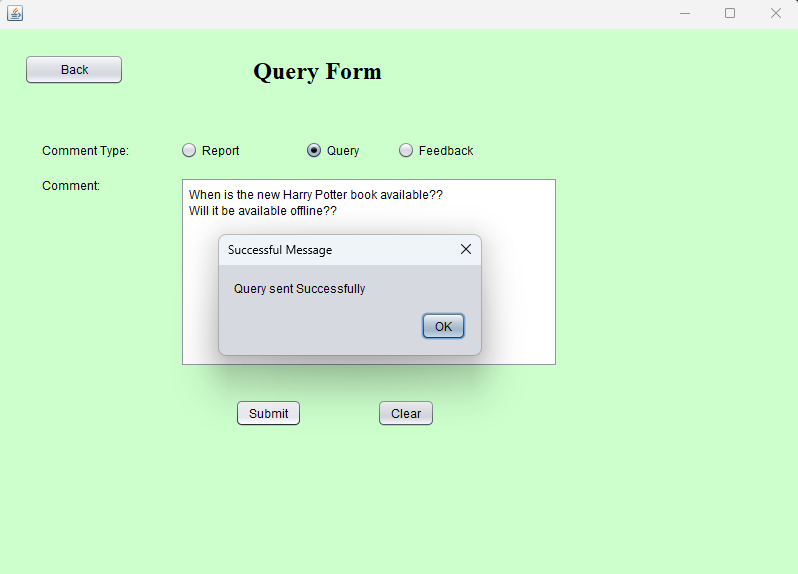 Back
Query Form
Comment Type:
Report
Query
Feedback
Comment:
When is the new Harry Potter book available??
Will it be available offline??
Successful Message
Query sent Successfully
OK
Submit
Clear